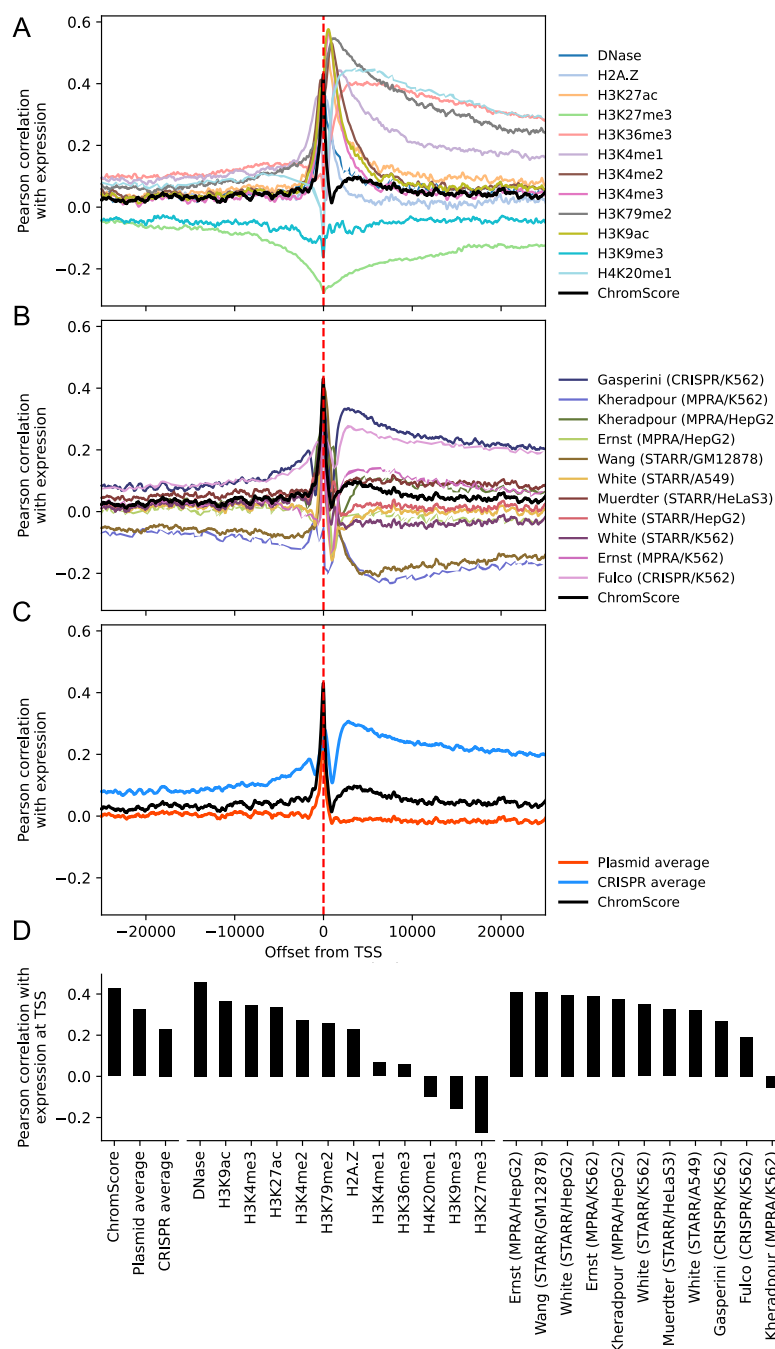 A
0.6
0.4
0.2
0.0
−0.2
Pearson correlation
with expression
DNase
H2A.Z
H3K27ac
H3K27me3
H3K36me3
H3K4me1
H3K4me2
H3K4me3
H3K79me2
H3K9ac
H3K9me3
H4K20me1
ChromScore
B
0.6
0.4
0.2
0.0
−0.2
Pearson correlation
with expression
Gasperini (CRISPR/K562)
Kheradpour (MPRA/K562)
Kheradpour (MPRA/HepG2
Ernst (MPRA/HepG2)
Wang (STARR/GM12878)
White (STARR/A549)
Muerdter (STARR/HeLaS3)
White (STARR/HepG2)
White (STARR/K562)
Ernst (MPRA/K562)
Fulco (CRISPR/K562)
ChromScore
C
0.6
0.4
0.2
0.0
−0.2
Pearson correlation
with expression
Plasmid average
CRISPR average
ChromScore
−20000 −10000 0 10000 20000
Offset from TSS
D
0.4
0.2
0.0
−0.2
Pearson correlation with
expression at TSS
ChromScore
Plasmid average
CRISPR average
DNase
H3K9ac
H3K4me3
H3K27ac
H3K4me2
H3K79me2
H2A.Z
H3K4me1
H3K36me3
H4K20me1
H3K9me3
H3K27me3
Ernst (MPRA/HepG2)
Wang (STARR/GM12878)
White (STARR/HepG2)
Ernst (MPRA/K562)
Kheradpour (MPRA/HepG2)
White (STARR/K562)
Muerdter (STARR/HeLaS3)
White (STARR/A549)
Gasperini (CRISPR/K562)
Fulco (CRISPR/K562)
Kheradpour (MPRA/K562)